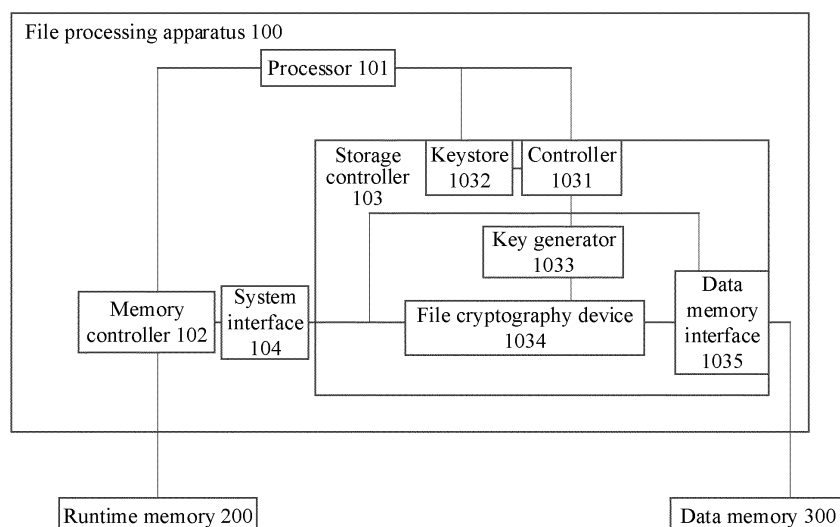 File processing apparatus 100
Processor 101
Storage
controller
103
Keystore
1032
Controller
1031
Key generator
1033
Memory
controller 102
System
interface
104
File cryptography device
1034
Data
memory
interface
1035
Runtime memory 200
Data memory 300